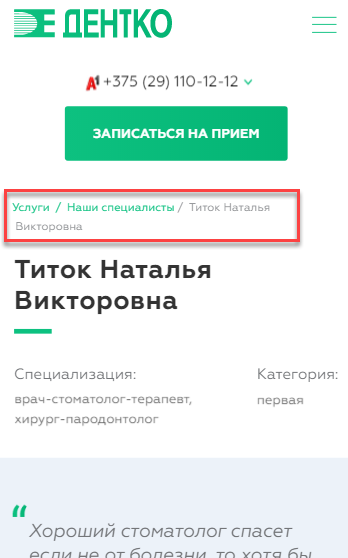 ДЕНТКО
А1 +375 (29) 110-12-12
ЗАПИСАТЬСЯ НА ПРИЕМ
Услуги / Наши специалисты / Титок Наталья
Викторовна
Титок Наталья
Викторовна
Специализация:
врач-стоматолог-терапевт,
хирург-пародонтолог
Категория:
первая
“
Хороший стоматолог спасет
если не от болезни, то хотя бы